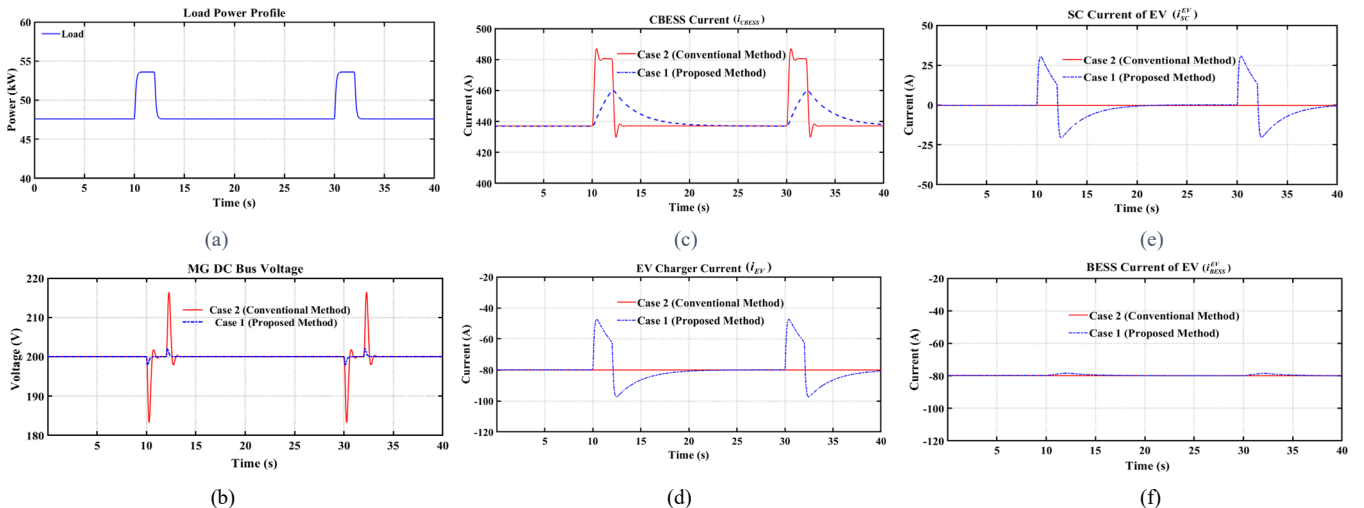 Load Power Profile
Load
Power (kW)
60
55
50
45
40
0 5 10 15 20 25 30 35 40
Time (s)
(a)
MG DC Bus Voltage
Case 2 (Conventional Method)
Case 1 (Proposed Method)
Voltage (V)
220
210
200
190
180
5 10 15 20 25 30 35 40
Time (s)
(b)
CBESS Current (i_CBESS)
Case 2 (Conventional Method)
Case 1 (Proposed Method)
Current (A)
500
480
460
440
420
400
5 10 15 20 25 30 35 40
Time (s)
(c)
EV Charger Current (i_EV)
Case 2 (Conventional Method)
Case 1 (Proposed Method)
Current (A)
-20
-40
-60
-80
-100
-120
5 10 15 20 25 30 35 40
Time (s)
(d)
SC Current of EV (i_SC^EV)
Case 2 (Conventional Method)
Case 1 (Proposed Method)
Current (A)
50
25
0
-25
-50
5 10 15 20 25 30 35 40
Time (s)
(e)
BESS Current of EV (i_BESS^EV)
Case 2 (Conventional Method)
Case 1 (Proposed Method)
Current (A)
-20
-40
-60
-80
-100
-120
5 10 15 20 25 30 35 40
Time (s)
(f)